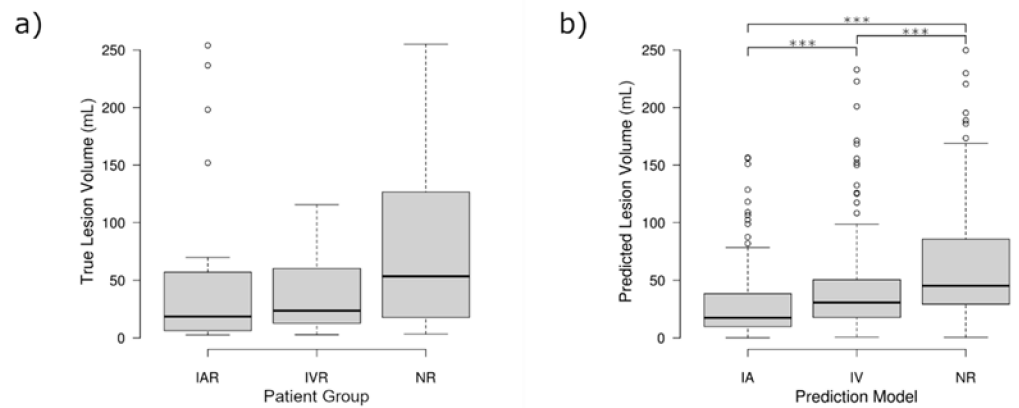 a)
True Lesion Volume (mL)
250
200
150
100
50
0
IAR IVR NR
Patient Group
b)
Predicted Lesion Volume (mL)
***
*** ***
250
200
150
100
50
0
IA IV NR
Prediction Model